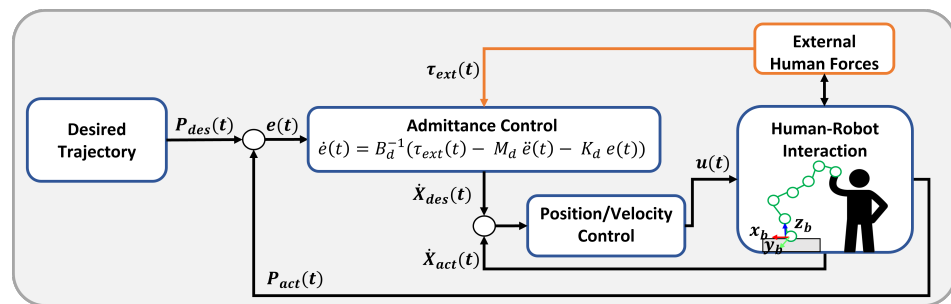 External
Human Forces
τ_ext(t)
Desired
Trajectory
P_des(t)
e(t)
Admittance Control
ė(t) = B_d^{-1}(τ_ext(t) − M_d ë(t) − K_d e(t))
Human-Robot
Interaction
u(t)
Ẋ_des(t)
Position/Velocity
Control
z_b
x_b
y_b
Ẋ_act(t)
P_act(t)